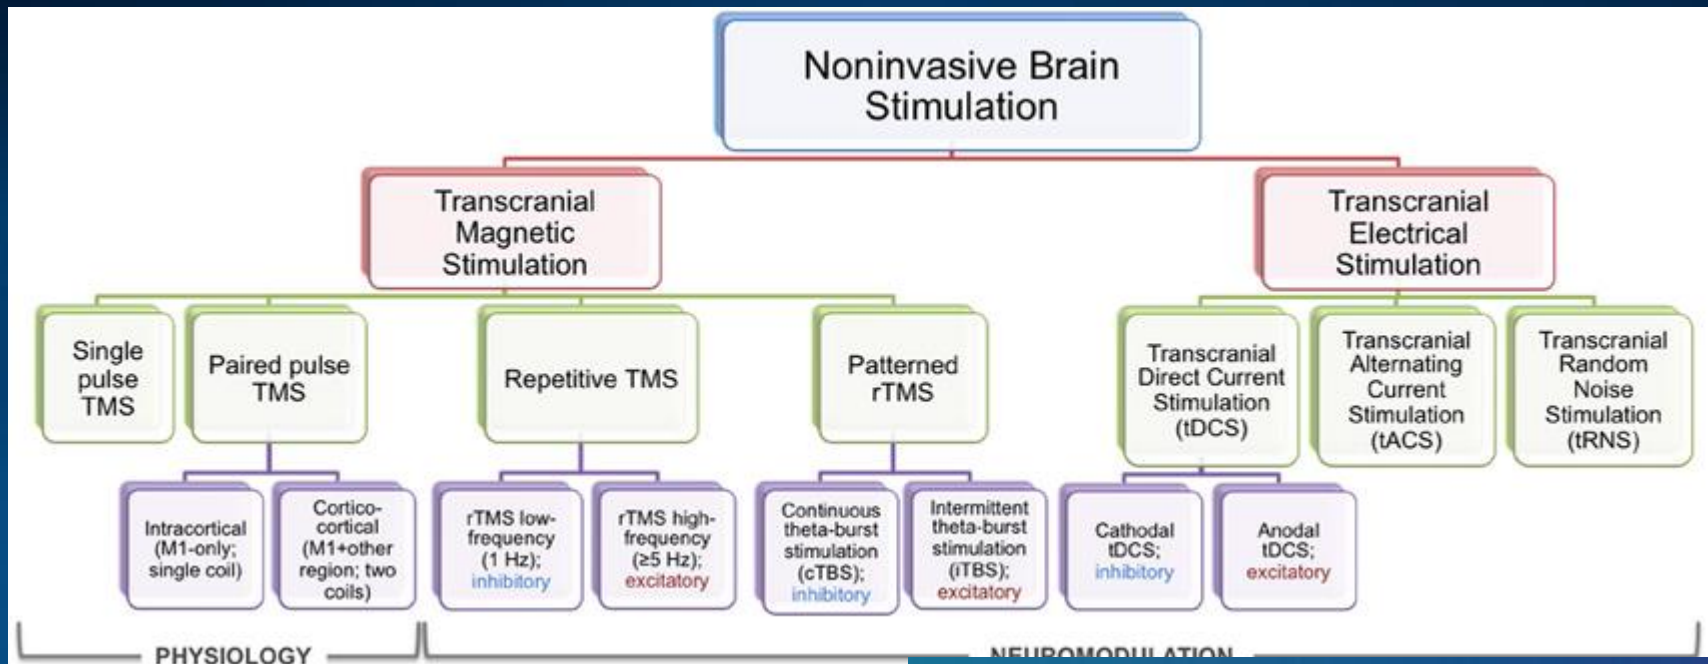 Noninvasive Brain
Stimulation
Transcranial
Magnetic
Stimulation
Transcranial
Electrical
Stimulation
Single
pulse
TMS
Paired pulse
TMS
Repetitive TMS
Patterned
rTMS
Transcranial
Direct Current
Stimulation
(tDCS)
Transcranial
Alternating
Current
Stimulation
(tACS)
Transcranial
Random
Noise
Stimulation
(tRNS)
Intracortical
(M1-only;
single coil)
Cortico-
cortical
(M1+other
region; two
coils)
rTMS low-
frequency
(1 Hz);
inhibitory
rTMS high-
frequency
(≥5 Hz);
excitatory
Continuous
theta-burst
stimulation
(cTBS);
inhibitory
Intermittent
theta-burst
stimulation
(iTBS);
excitatory
Cathodal
tDCS;
inhibitory
Anodal
tDCS;
excitatory
PHYSIOLOGY
NEUROMODULATION